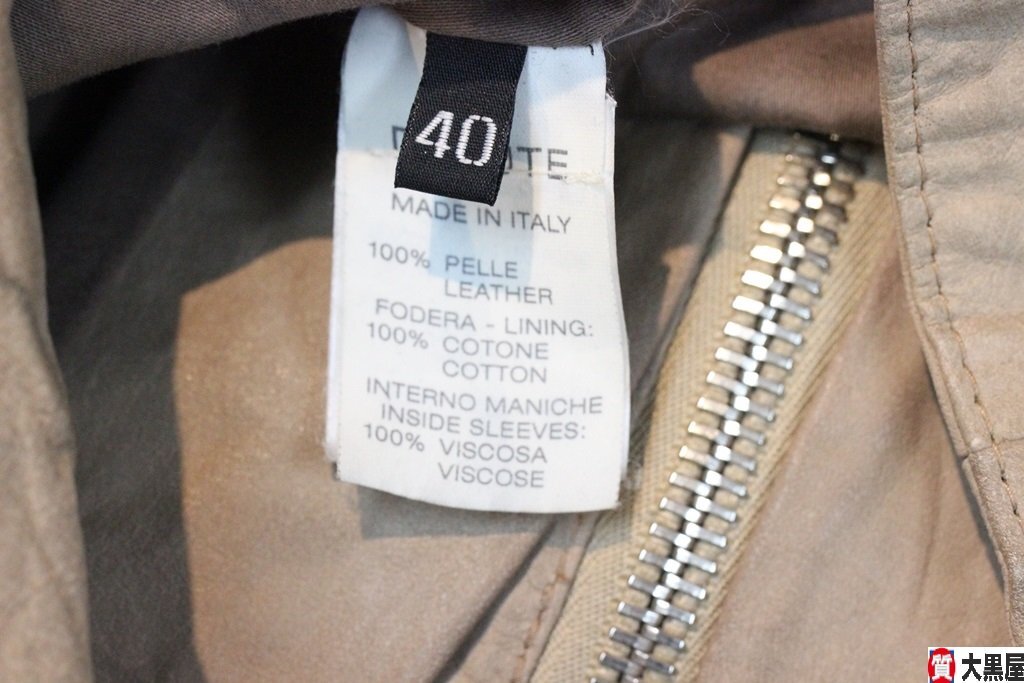 40
MADE IN ITALY
100% PELLE
LEATHER
FODERA - LINING:
100% COTONE
COTTON
INTERNO MANICHE
INSIDE SLEEVES:
100% VISCOSA
VISCOSE
質 大黒屋